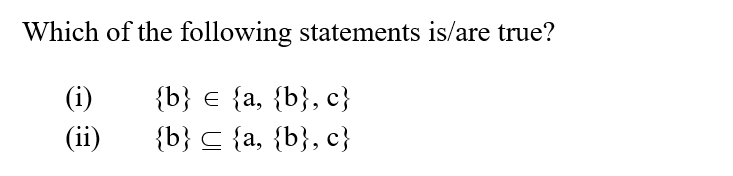 Which of the following statements is/are true?
(i) {b} ∈ {a, {b}, c}
(ii) {b} ⊆ {a, {b}, c}